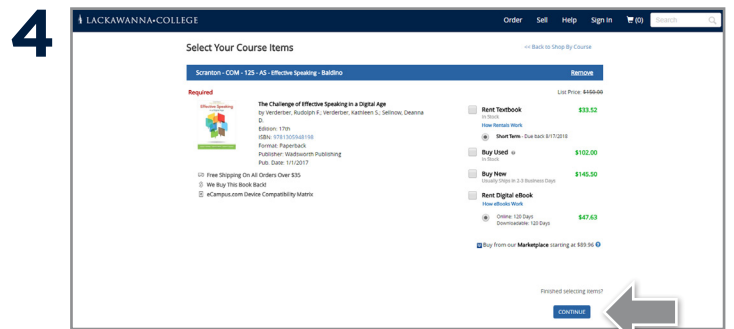 4
LACKAWANNA•COLLEGE
Order Sell Help Sign In (0) Search
Select Your Course Items
<< Back to Shop By Course
Scranton - COM - 125 - AS - Effective Speaking - Baldino
Remove
Required
List Price: $150.00
Effective Speaking
The Challenge of Effective Speaking in a Digital Age
by Verderber, Rudolph F.; Verderber, Kathleen S.; Sellnow, Deanna
D.
Edition: 17th
ISBN: 9781305948198
Format: Paperback
Publisher: Wadsworth Publishing
Pub. Date: 1/1/2017
Free Shipping On All Orders Over $35
We Buy This Book Back!
eCampus.com Device Compatibility Matrix
Rent Textbook $33.52
In Stock
How Rentals Work
Short Term - Due back 8/17/2018
Buy Used $102.00
In Stock
Buy New $145.50
Usually Ships in 2-3 Business Days
Rent Digital eBook
How eBooks Work
Online: 120 Days $47.63
Downloadable: 120 Days
Buy from our Marketplace starting at $89.96
Finished selecting items?
CONTINUE